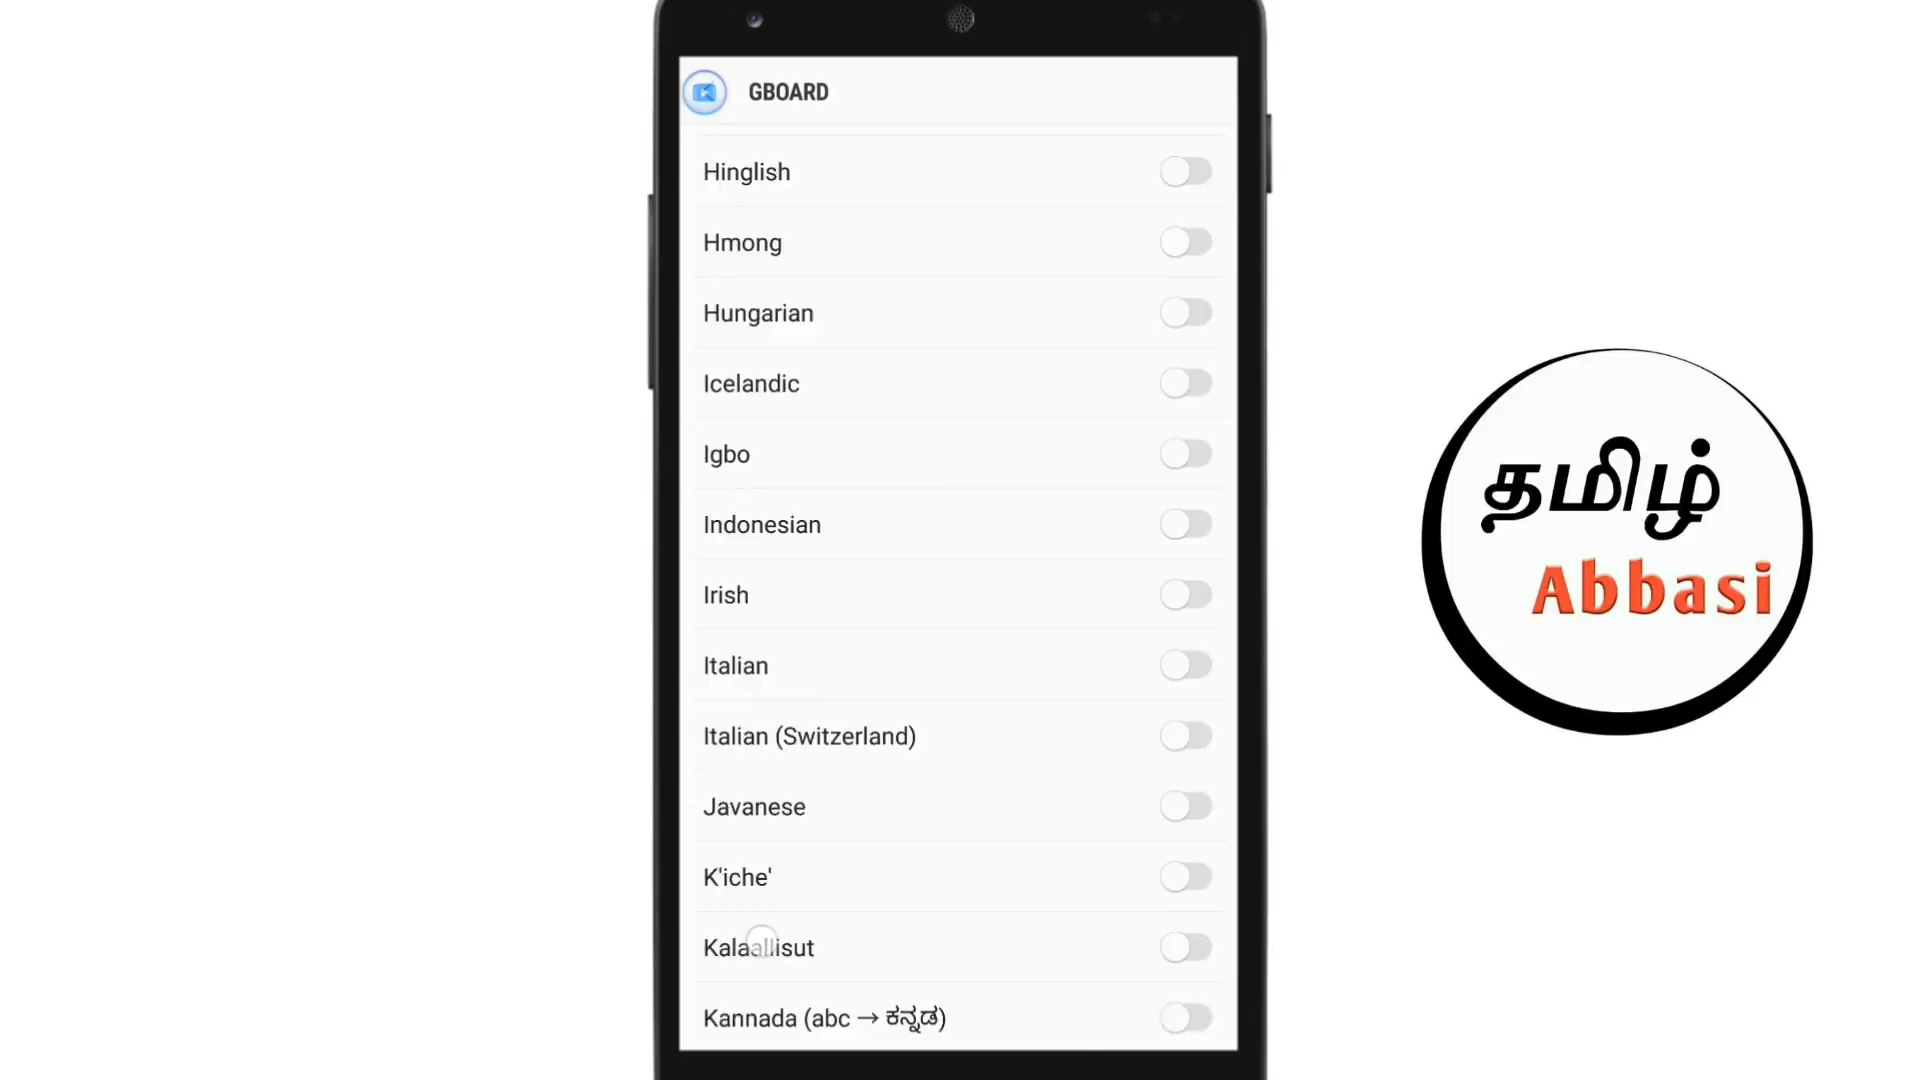 GBOARD
Hinglish
Hmong
Hungarian
Icelandic
Igbo
Indonesian
Irish
Italian
Italian (Switzerland)
Javanese
K'iche'
Kalaallisut
Kannada (abc → ಕನ್ನಡ)
தமிழ்
Abbasi